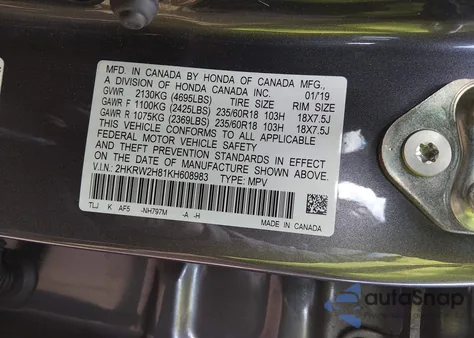 MFD. IN CANADA BY HONDA OF CANADA MFG.,
A DIVISION OF HONDA CANADA INC. 01/19
GVWR 2130KG (4695LBS) TIRE SIZE RIM SIZE
GAWR F 1100KG (2425LBS) 235/60R18 103H 18X7.5J
GAWR R 1075KG (2369LBS) 235/60R18 103H 18X7.5J
THIS VEHICLE CONFORMS TO ALL APPLICABLE
FEDERAL MOTOR VEHICLE SAFETY AND
THEFT PREVENTION STANDARDS IN EFFECT
ON THE DATE OF MANUFACTURE SHOWN ABOVE.
V.I.N.: 2HKRW2H81KH608983 TYPE: MPV
TLJ K AF5 -NH797M -A -H
MADE IN CANADA
autoSnap